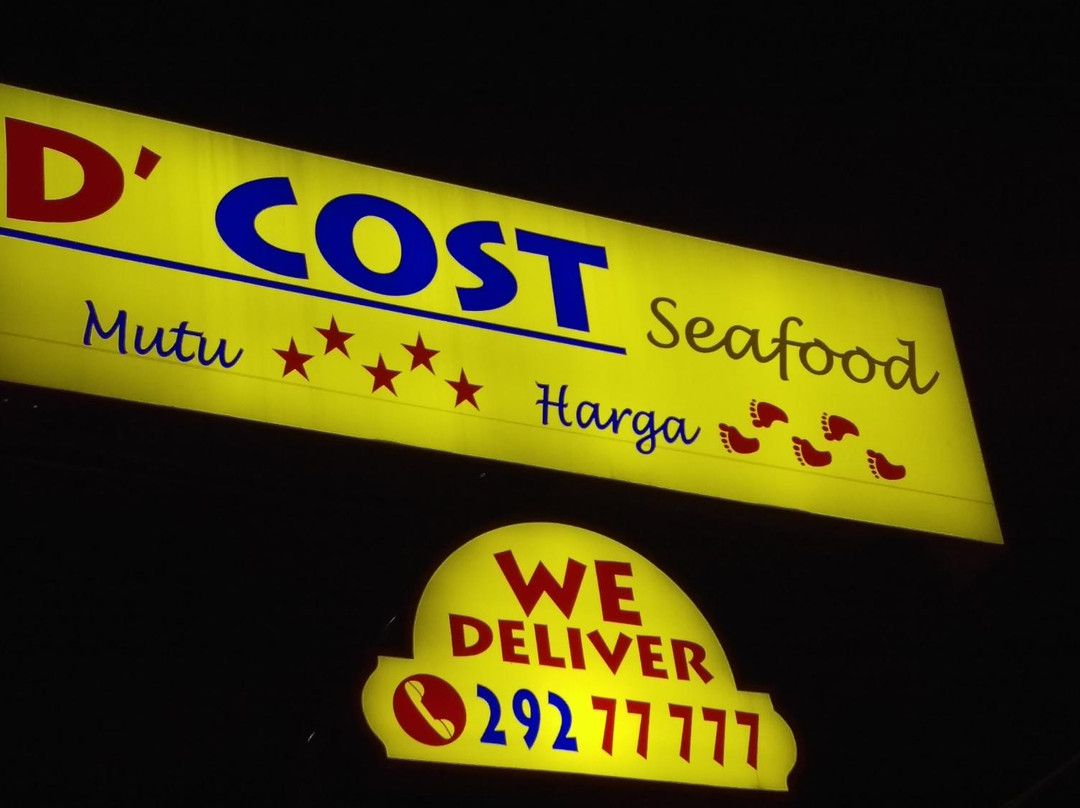 D' COST
Seafood
Mutu
Harga
WE
DELIVER
292 77 777